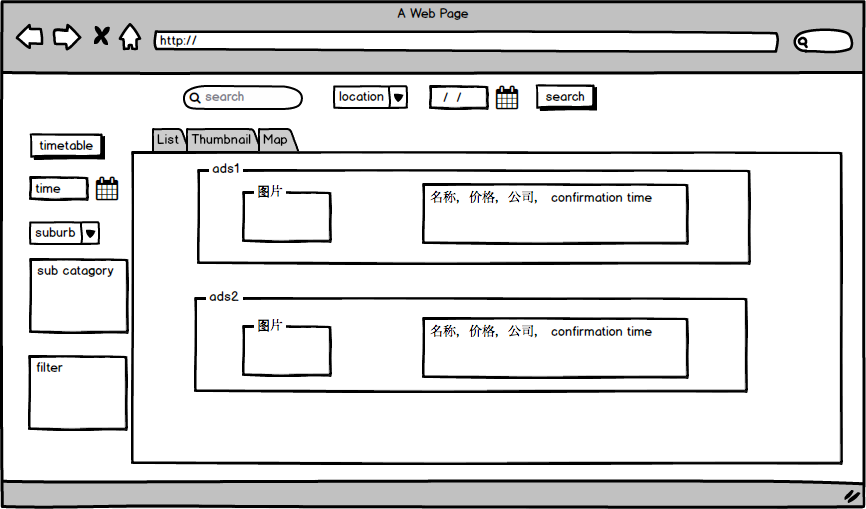 A Web Page
http://
search
location
/ /
search
timetable
List
Thumbnail
Map
time
suburb
sub catagory
filter
ads1
图片
名称，价格，公司， confirmation time
ads2
图片
名称，价格，公司， confirmation time